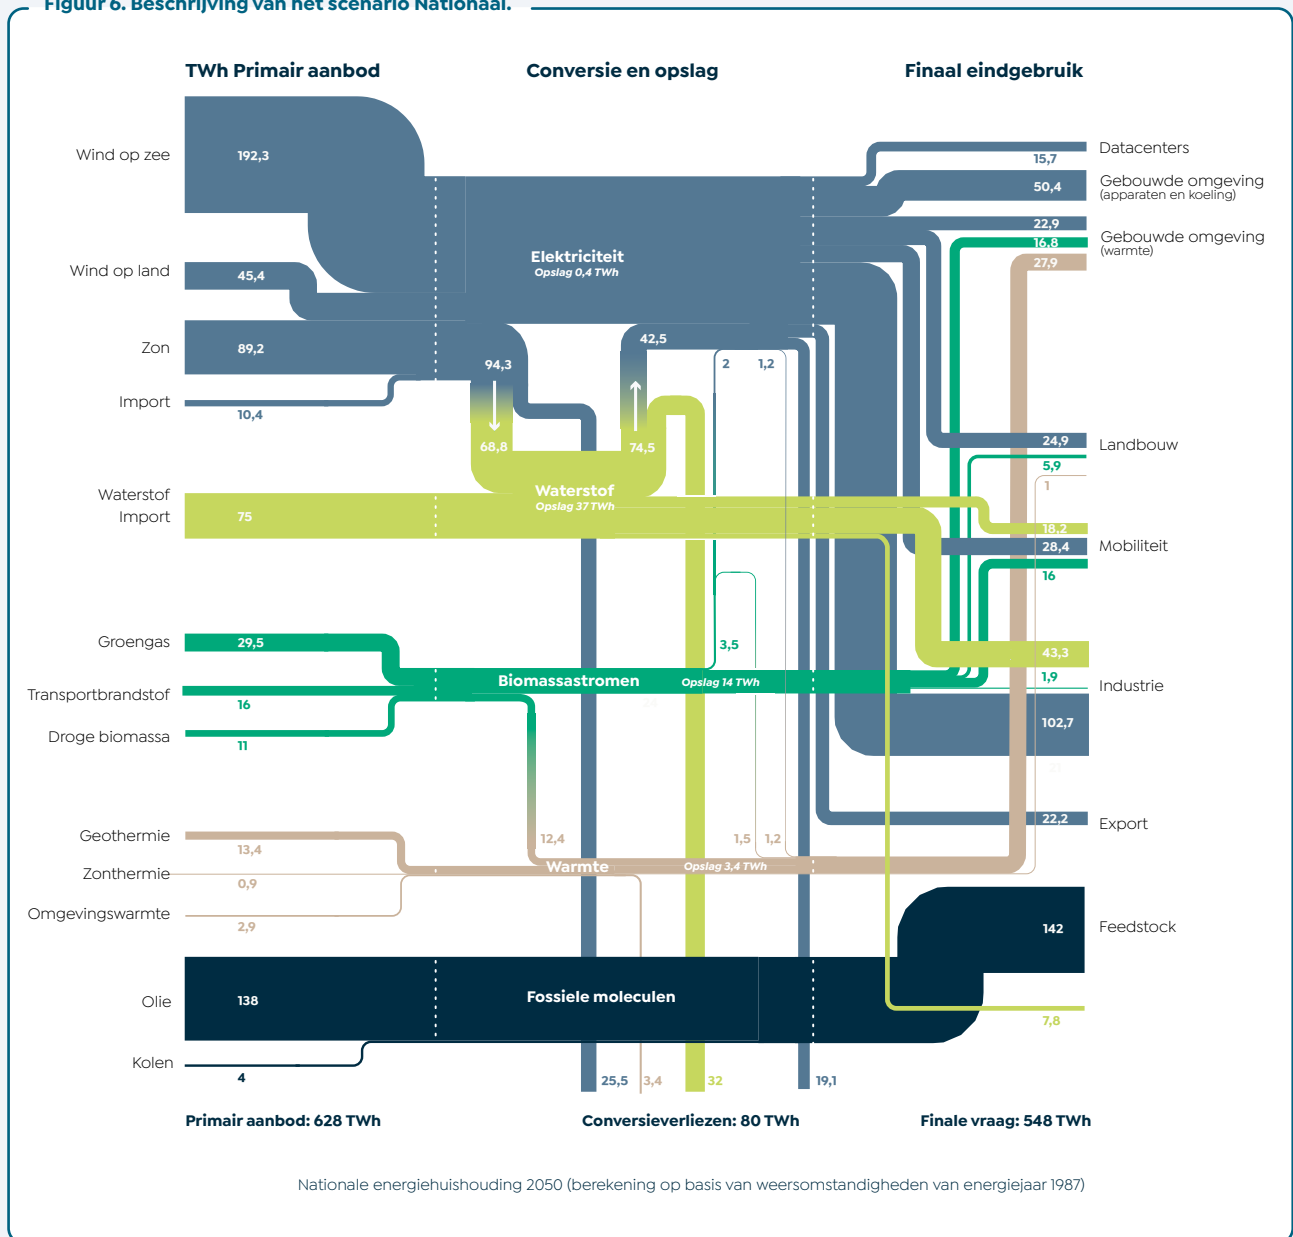 Figuur 6. Beschrijving van het scenario Nationaal.
TWh Primair aanbod
Conversie en opslag
Finaal eindgebruik
Wind op zee
192,3
Wind op land
45,4
Zon
89,2
Import
10,4
Waterstof
Import
75
Groengas
29,5
Transportbrandstof
16
Droge biomassa
11
Geothermie
13,4
Zonthermie
0,9
Omgevingswarmte
2,9
Olie
138
Kolen
4
Elektriciteit
Opslag 0,4 TWh
94,3
42,5
2
1,2
68,8
74,5
Waterstof
Opslag 37 TWh
3,5
Biomassastromen
Opslag 14 TWh
12,4
1,5
1,2
Warmte
Opslag 3,4 TWh
Fossiele moleculen
25,5
3,4
32
19,1
Datacenters
15,7
50,4
Gebouwde omgeving
(apparaten en koeling)
22,9
16,8
Gebouwde omgeving
(warmte)
27,9
24,9
Landbouw
5,9
1
18,2
28,4
Mobiliteit
16
43,3
1,9
Industrie
102,7
22,2
Export
142
Feedstock
7,8
Primair aanbod: 628 TWh
Conversieverliezen: 80 TWh
Finale vraag: 548 TWh
Nationale energiehuishouding 2050 (berekening op basis van weersomstandigheden van energiejaar 1987)